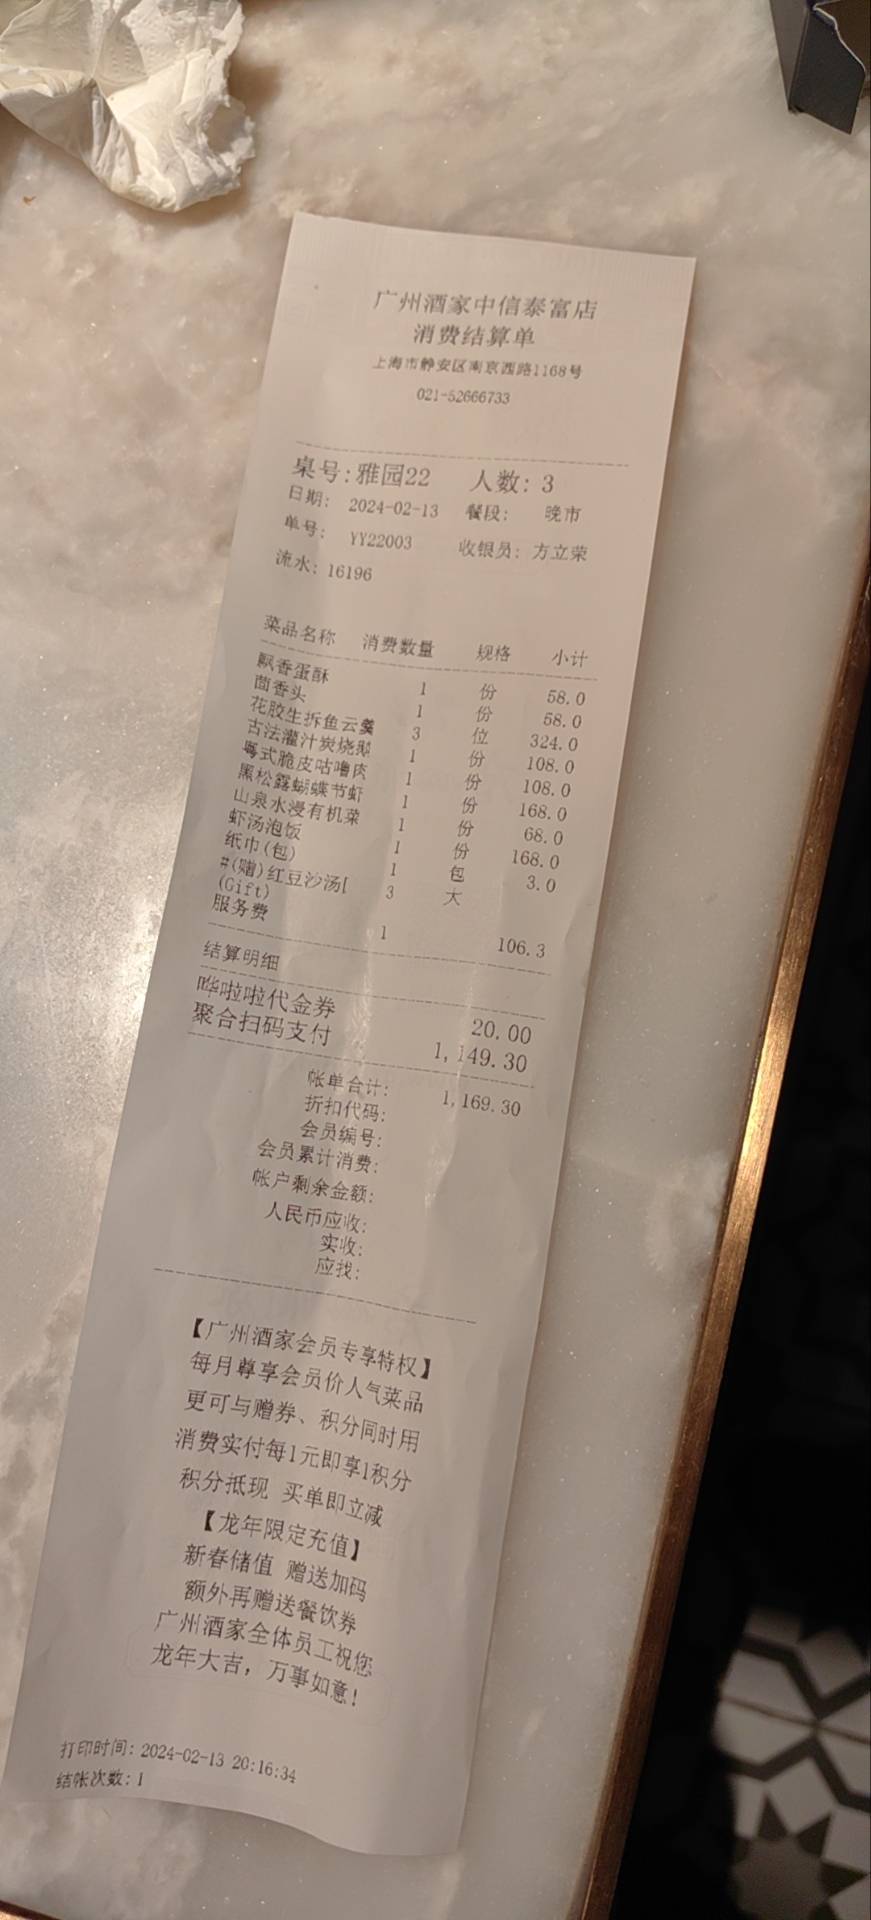 广州酒家中信泰富店
消费结算单
上海市静安区南京西路1168号
021-52666733
桌号:雅园22 人数: 3
日期: 2024-02-13 餐段: 晚市
单号: YY22003 收银员: 方立荣
流水: 16196
菜品名称 消费数量 规格 小计
飘香蛋酥 1 份 58.0
茴香头 1 份 58.0
花胶生拆鱼云羹 3 位 324.0
古法灌汁炭烧鹅 1 份 108.0
粤式脆皮咕噜肉 1 份 108.0
黑松露蝴蝶节虾 1 份 168.0
山泉水浸有机菜 1 份 68.0
虾汤泡饭 1 份 168.0
纸巾(包) 1 包 3.0
#(赠)红豆沙汤[ 3 大
(Gift)
服务费 1 106.3
结算明细
哗啦啦代金券 20.00
聚合扫码支付 1,149.30
帐单合计: 1,169.30
折扣代码:
会员编号:
会员累计消费:
帐户剩余金额:
人民币应收:
实收:
应找:
【广州酒家会员专享特权】
每月尊享会员价人气菜品
更可与赠券、积分同时用
消费实付每1元即享1积分
积分抵现 买单即立减
【龙年限定充值】
新春储值 赠送加码
额外再赠送餐饮券
广州酒家全体员工祝您
龙年大吉，万事如意！
打印时间: 2024-02-13 20:16:34
结帐次数: 1